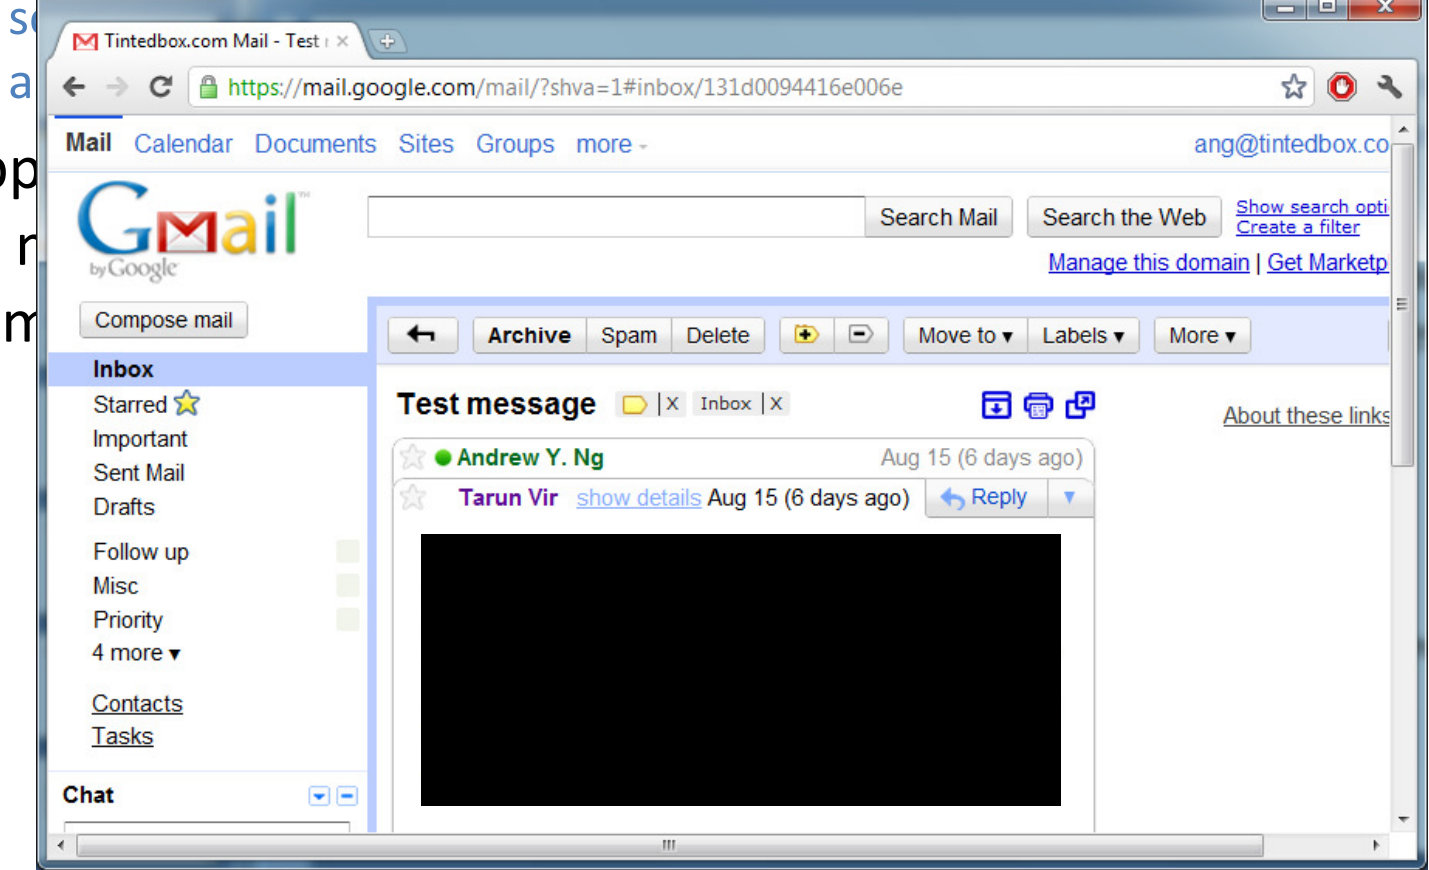 Tintedbox.com Mail - Test
https://mail.google.com/mail/?shva=1#inbox/131d0094416e006e
Mail Calendar Documents Sites Groups more
ang@tintedbox.co
Gmail™
by Google
Search Mail Search the Web
Show search opti
Create a filter
Manage this domain | Get Marketp
Compose mail
Archive Spam Delete Move to Labels More
Inbox
Starred
Important
Sent Mail
Drafts
Follow up
Misc
Priority
4 more
Contacts
Tasks
Chat
Test message X Inbox X
About these links
Andrew Y. Ng Aug 15 (6 days ago)
Tarun Vir show details Aug 15 (6 days ago) Reply